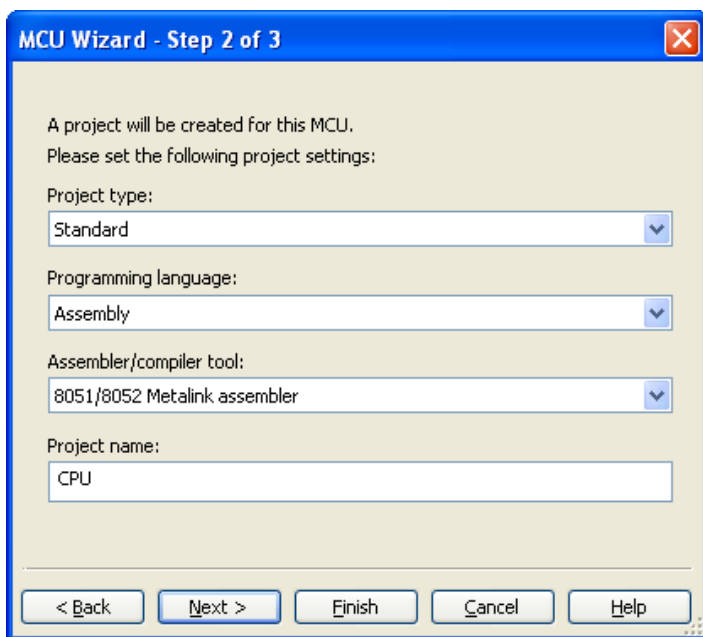 MCU Wizard - Step 2 of 3
A project will be created for this MCU.
Please set the following project settings:
Project type:
Standard
Programming language:
Assembly
Assembler/compiler tool:
8051/8052 Metalink assembler
Project name:
CPU
< Back Next > Finish Cancel Help